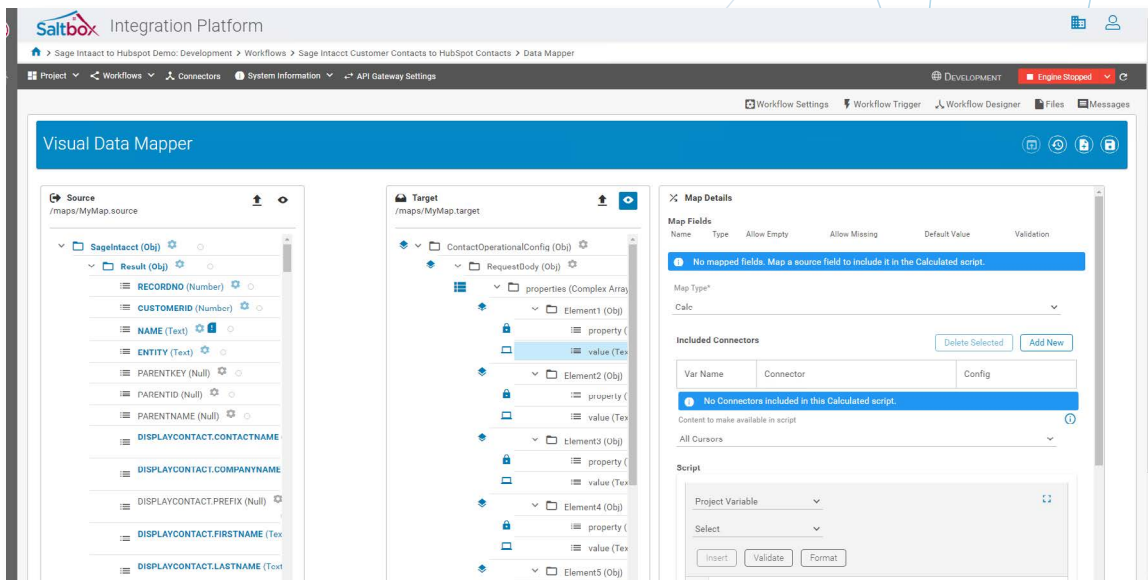 Saltbox Integration Platform
> Sage Intaact to Hubspot Demo: Development > Workflows > Sage Intacct Customer Contacts to HubSpot Contacts > Data Mapper
Project Workflows Connectors System Information API Gateway Settings DEVELOPMENT Engine Stopped
Workflow Settings Workflow Trigger Workflow Designer Files Messages
Visual Data Mapper
Source
/maps/MyMap.source
SageIntacct (Obj)
Result (Obj)
RECORDNO (Number)
CUSTOMERID (Number)
NAME (Text)
ENTITY (Text)
PARENTKEY (Null)
PARENTID (Null)
PARENTNAME (Null)
DISPLAYCONTACT.CONTACTNAME
DISPLAYCONTACT.COMPANYNAME
DISPLAYCONTACT.PREFIX (Null)
DISPLAYCONTACT.FIRSTNAME (Tex
DISPLAYCONTACT.LASTNAME (Text
Target
/maps/MyMap.target
ContactOperationalConfig (Obj)
RequestBody (Obj)
properties (Complex Array
Element1 (Obj)
property (
value (Tex
Element2 (Obj)
property (
value (Tex
Element3 (Obj)
property (
value (Tex
Element4 (Obj)
property (
value (Tex
Element5 (Obj)
Map Details
Map Fields
Name Type Allow Empty Allow Missing Default Value Validation
No mapped fields. Map a source field to include it in the Calculated script.
Map Type*
Calc
Included Connectors Delete Selected Add New
Var Name Connector Config
No Connectors included in this Calculated script.
Content to make available in script
All Cursors
Script
Project Variable
Select
Insert Validate Format